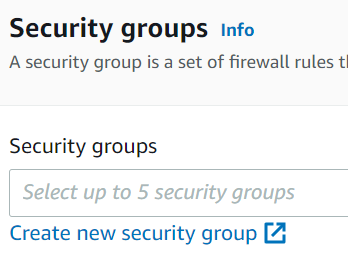 Security groups Info
A security group is a set of firewall rules
Security groups
Select up to 5 security groups
Create new security group